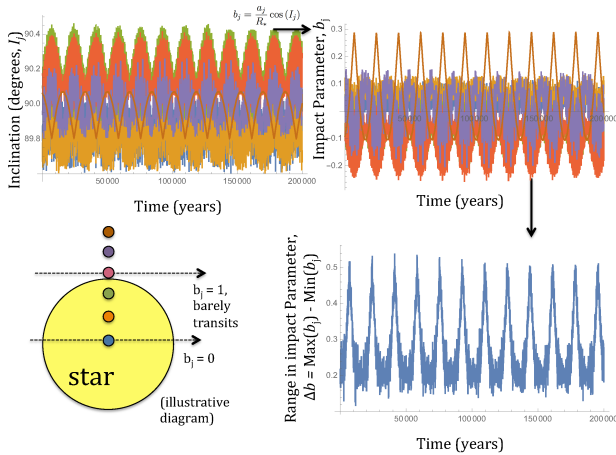 b_j = a_j / R_* cos (I_j)
Inclination (degrees, I_j)
90.4
90.2
90.0
89.8
50000
100000
150000
200000
Time (years)
Impact Parameter, b_j
0.3
0.2
0.1
-0.1
-0.2
50000
100000
150000
200000
Time (years)
b_j = 1,
barely
transits
b_j = 0
star
(illustrative
diagram)
Range in impact Parameter,
Δb = Max(b_j) - Min(b_j)
0.5
0.4
0.3
0.2
50000
100000
150000
200000
Time (years)